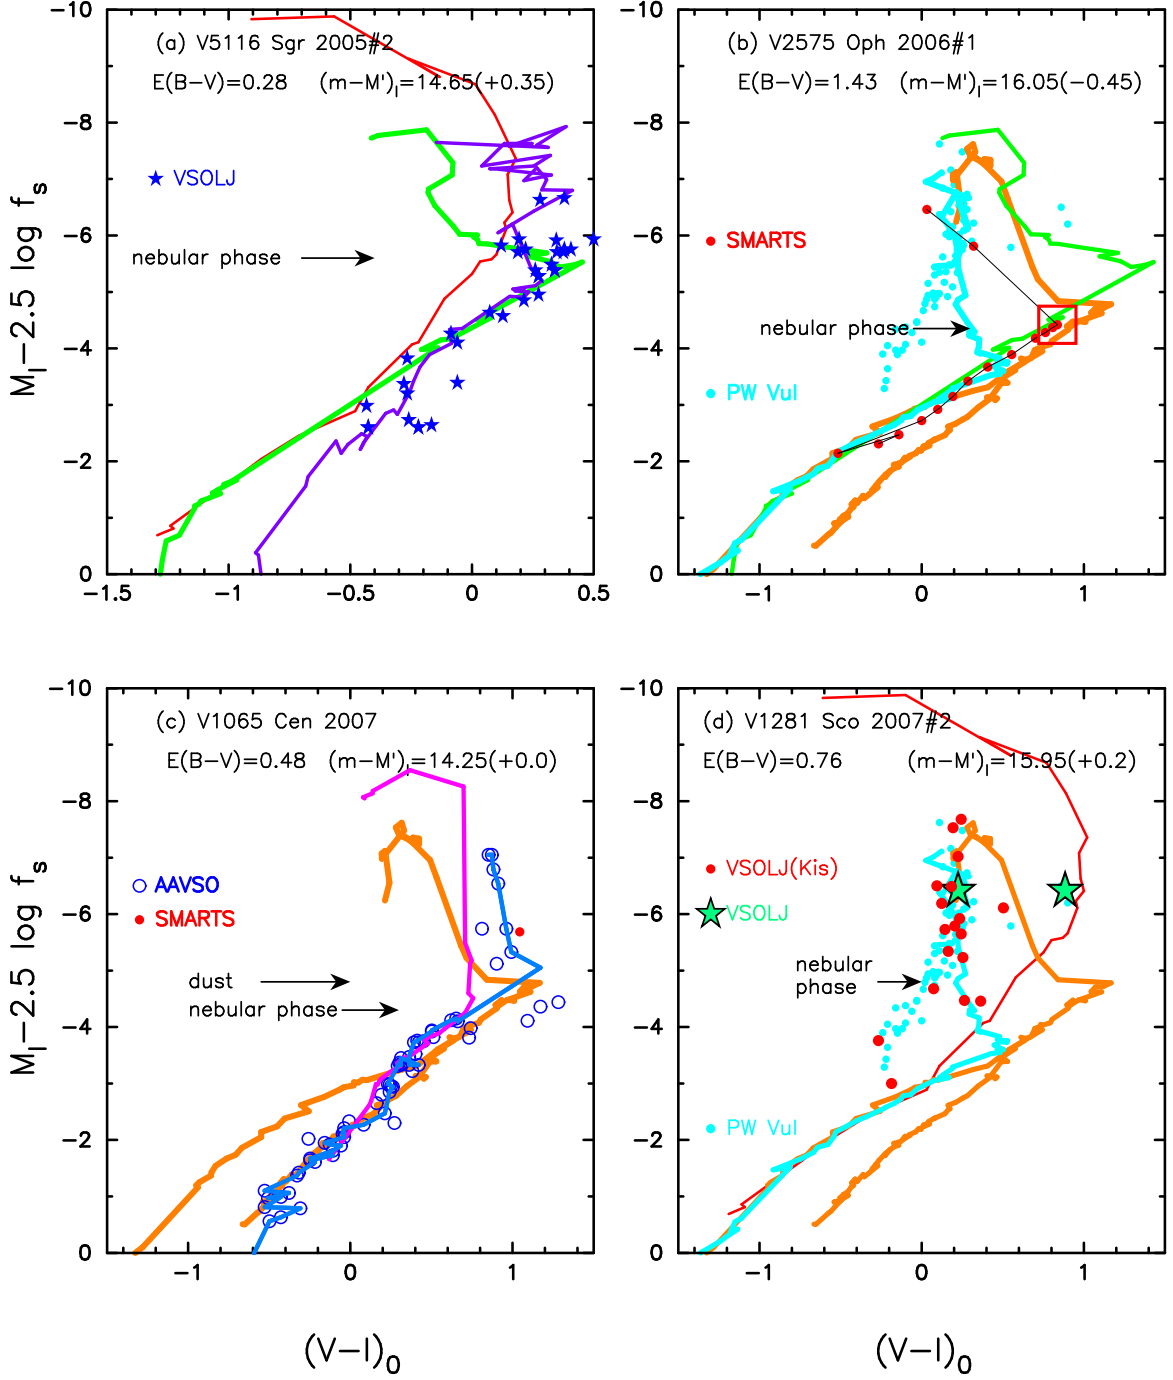 (a) V5116 Sgr 2005#2
E(B−V)=0.28 (m−M')I=14.65(+0.35)
VSOLJ
nebular phase
MI−2.5 log fs
−10
−8
−6
−4
−2
0
−1.5 −1 −0.5 0 0.5
(b) V2575 Oph 2006#1
E(B−V)=1.43 (m−M')I=16.05(−0.45)
SMARTS
nebular phase
PW Vul
−10
−8
−6
−4
−2
0
−1 0 1
(c) V1065 Cen 2007
E(B−V)=0.48 (m−M')I=14.25(+0.0)
AAVSO
SMARTS
dust
nebular phase
MI−2.5 log fs
−10
−8
−6
−4
−2
0
−1 0 1
(V−I)0
(d) V1281 Sco 2007#2
E(B−V)=0.76 (m−M')I=15.95(+0.2)
VSOLJ(Kis)
VSOLJ
nebular
phase
PW Vul
−10
−8
−6
−4
−2
0
−1 0 1
(V−I)0